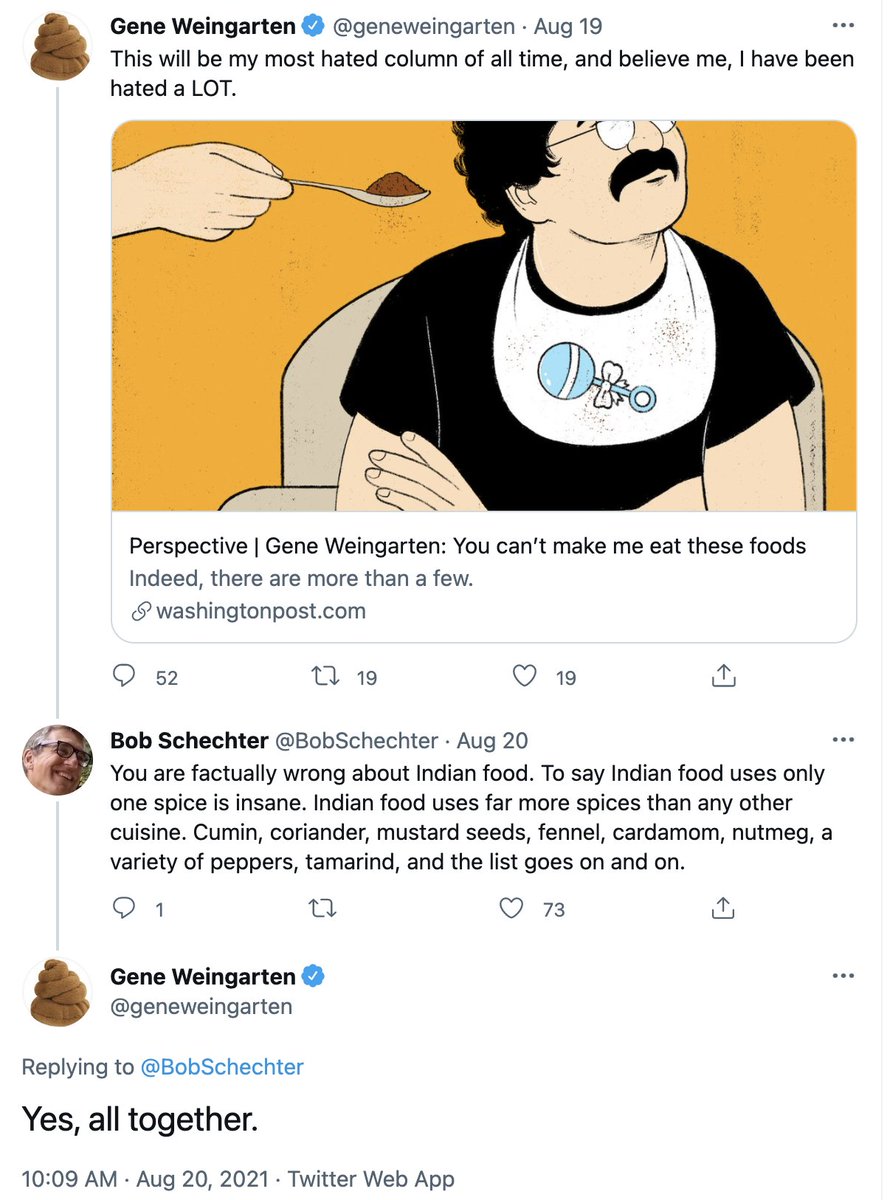 Gene Weingarten @geneweingarten · Aug 19
This will be my most hated column of all time, and believe me, I have been
hated a LOT.
Perspective | Gene Weingarten: You can’t make me eat these foods
Indeed, there are more than a few.
washingtonpost.com
52 19 19
Bob Schechter @BobSchechter · Aug 20
You are factually wrong about Indian food. To say Indian food uses only
one spice is insane. Indian food uses far more spices than any other
cuisine. Cumin, coriander, mustard seeds, fennel, cardamom, nutmeg, a
variety of peppers, tamarind, and the list goes on and on.
1 73
Gene Weingarten
@geneweingarten
Replying to @BobSchechter
Yes, all together.
10:09 AM · Aug 20, 2021 · Twitter Web App